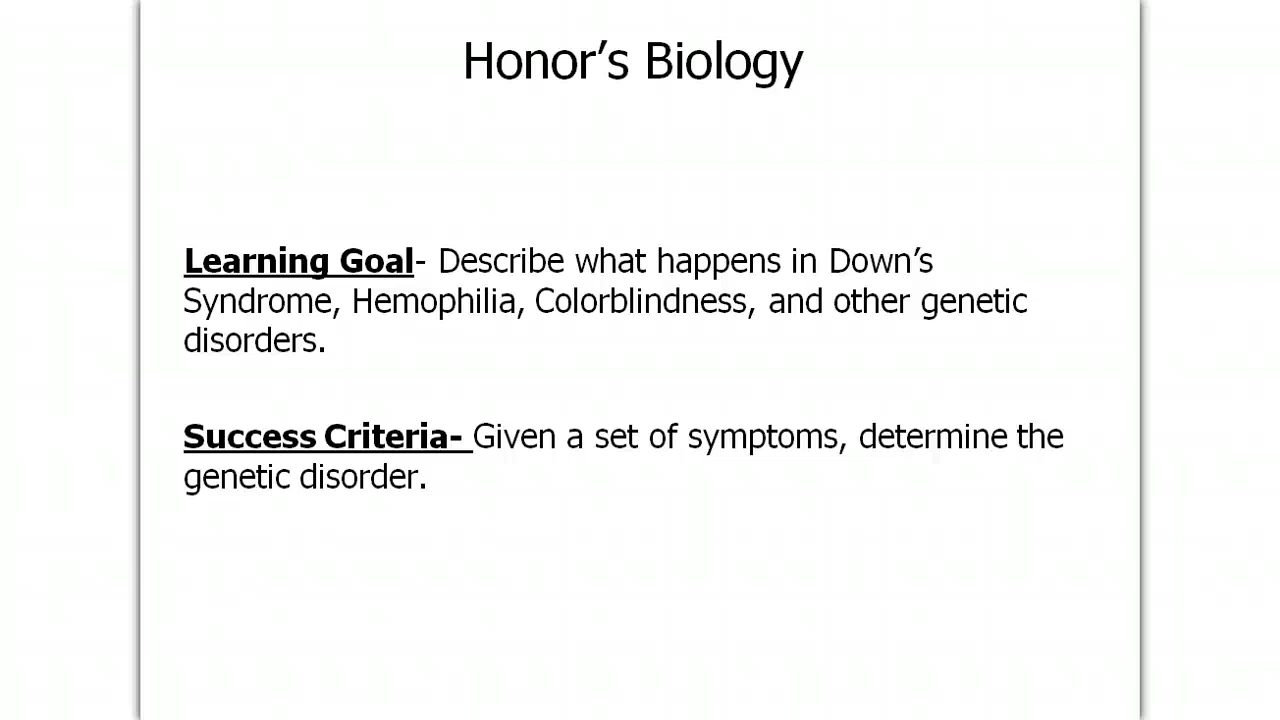 Honor’s Biology
Learning Goal- Describe what happens in Down’s
Syndrome, Hemophilia, Colorblindness, and other genetic
disorders.
Success Criteria- Given a set of symptoms, determine the
genetic disorder.